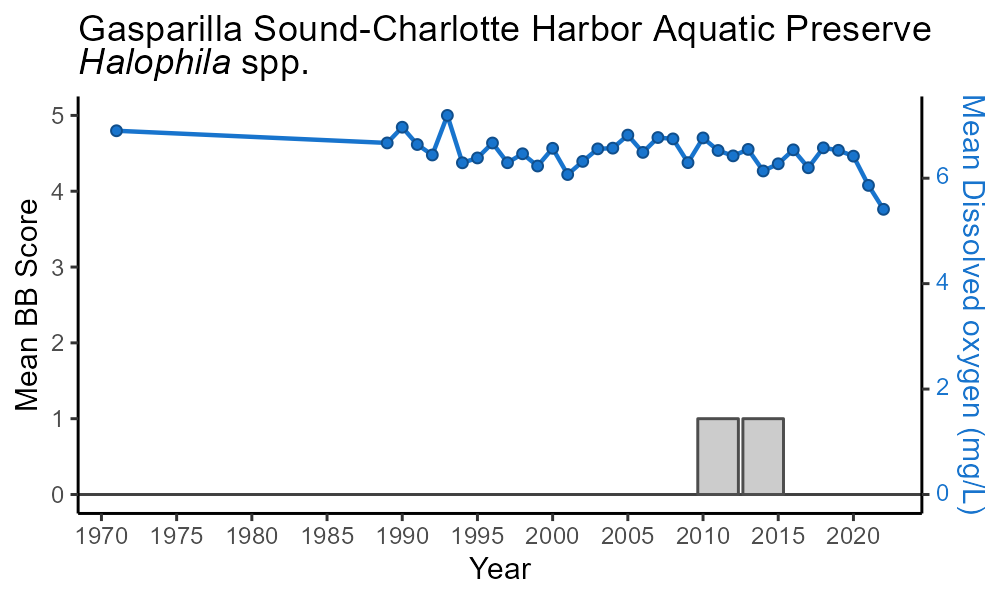 Gasparilla Sound-Charlotte Harbor Aquatic Preserve
Halophila spp.
Mean BB Score
5
4
3
2
1
0
Mean Dissolved oxygen (mg/L)
6
4
2
0
1970 1975 1980 1985 1990 1995 2000 2005 2010 2015 2020
Year